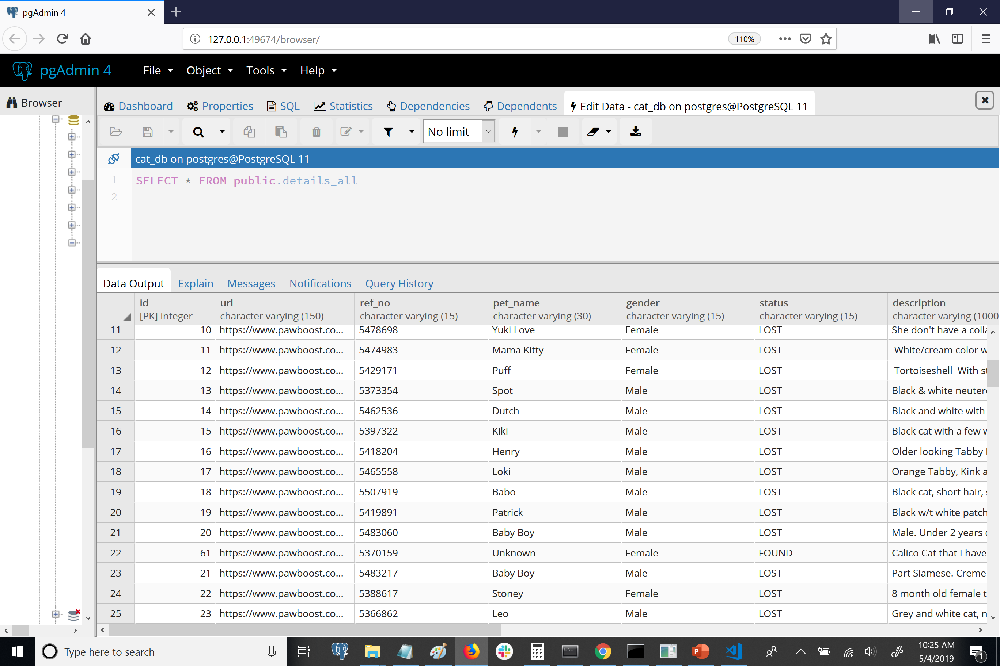 pgAdmin 4
127.0.0.1:49674/browser/
110%
pgAdmin 4 File Object Tools Help
Browser
Dashboard Properties SQL Statistics Dependencies Dependents Edit Data - cat_db on postgres@PostgreSQL 11
No limit
cat_db on postgres@PostgreSQL 11
1 SELECT * FROM public.details_all
2
Data Output Explain Messages Notifications Query History
id url ref_no pet_name gender status description
[PK] integer character varying (150) character varying (15) character varying (30) character varying (15) character varying (15) character varying (1000
11 10 https://www.pawboost.co... 5478698 Yuki Love Female LOST She don't have a colla
12 11 https://www.pawboost.co... 5474983 Mama Kitty Female LOST White/cream color w
13 12 https://www.pawboost.co... 5429171 Puff Female LOST Tortoiseshell With st
14 13 https://www.pawboost.co... 5373354 Spot Male LOST Black & white neuter
15 14 https://www.pawboost.co... 5462536 Dutch Male LOST Black and white with
16 15 https://www.pawboost.co... 5397322 Kiki Male LOST Black cat with a few w
17 16 https://www.pawboost.co... 5418204 Henry Male LOST Older looking Tabby
18 17 https://www.pawboost.co... 5465558 Loki Male LOST Orange Tabby, Kink a
19 18 https://www.pawboost.co... 5507919 Babo Male LOST Black cat, short hair,
20 19 https://www.pawboost.co... 5419891 Patrick Male LOST Black w/t white patch
21 20 https://www.pawboost.co... 5483060 Baby Boy Male LOST Male. Under 2 years
22 61 https://www.pawboost.co... 5370159 Unknown Female FOUND Calico Cat that I have
23 21 https://www.pawboost.co... 5483217 Baby Boy Male LOST Part Siamese. Creme
24 22 https://www.pawboost.co... 5388617 Stoney Female LOST 8 month old female t
25 23 https://www.pawboost.co... 5366862 Leo Male LOST Grey and white cat, n
Type here to search
10:25 AM
5/4/2019
1